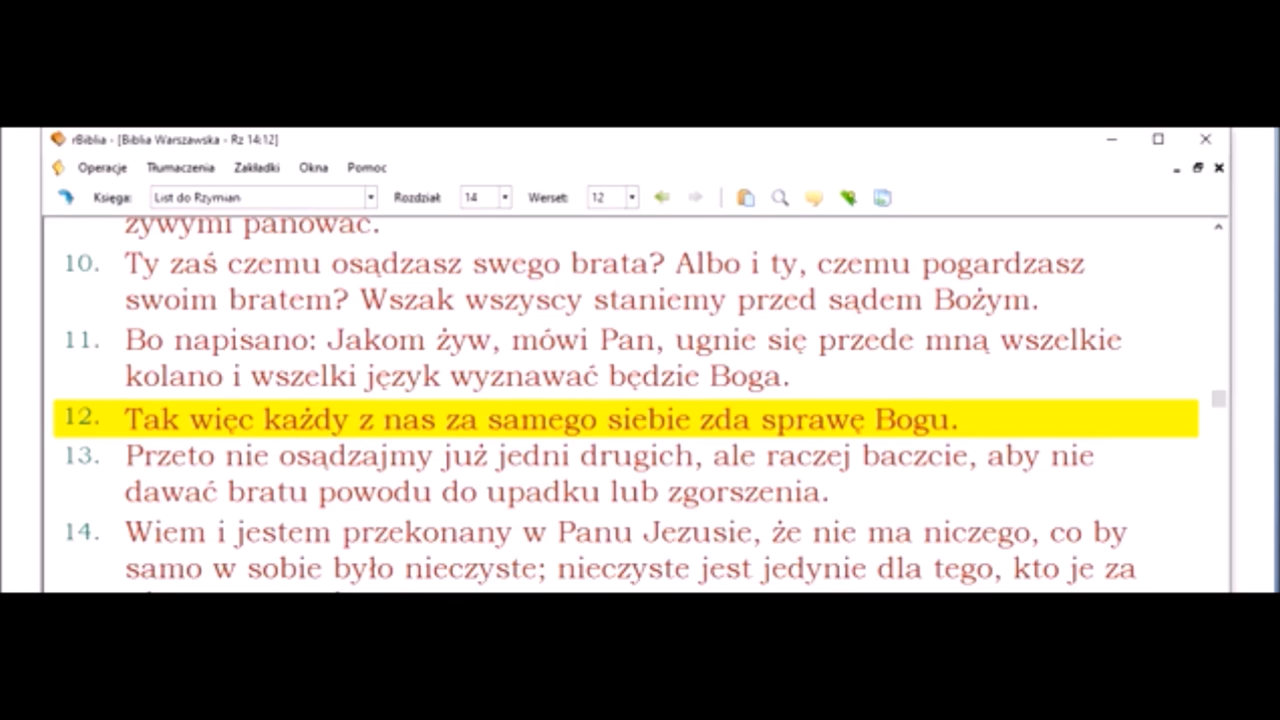 rBiblia - [Biblia Warszawska - Rz 14:12]
Operacje Tłumaczenia Zakładki Okna Pomoc
Księga: List do Rzymian Rozdział: 14 Werset: 12
żywymi panować.
10. Ty zaś czemu osądzasz swego brata? Albo i ty, czemu pogardzasz
swoim bratem? Wszak wszyscy staniemy przed sądem Bożym.
11. Bo napisano: Jakom żyw, mówi Pan, ugnie się przede mną wszelkie
kolano i wszelki język wyznawać będzie Boga.
12. Tak więc każdy z nas za samego siebie zda sprawę Bogu.
13. Przeto nie osądzajmy już jedni drugich, ale raczej baczcie, aby nie
dawać bratu powodu do upadku lub zgorszenia.
14. Wiem i jestem przekonany w Panu Jezusie, że nie ma niczego, co by
samo w sobie było nieczyste; nieczyste jest jedynie dla tego, kto je za